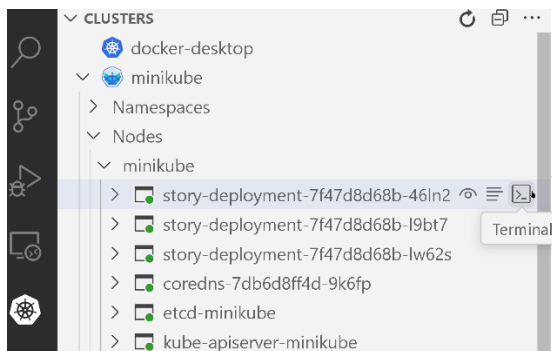 CLUSTERS
docker-desktop
minikube
Namespaces
Nodes
minikube
story-deployment-7f47d8d68b-46ln2
Terminal
story-deployment-7f47d8d68b-l9bt7
story-deployment-7f47d8d68b-lw62s
coredns-7db6d8ff4d-9k6fp
etcd-minikube
kube-apiserver-minikube